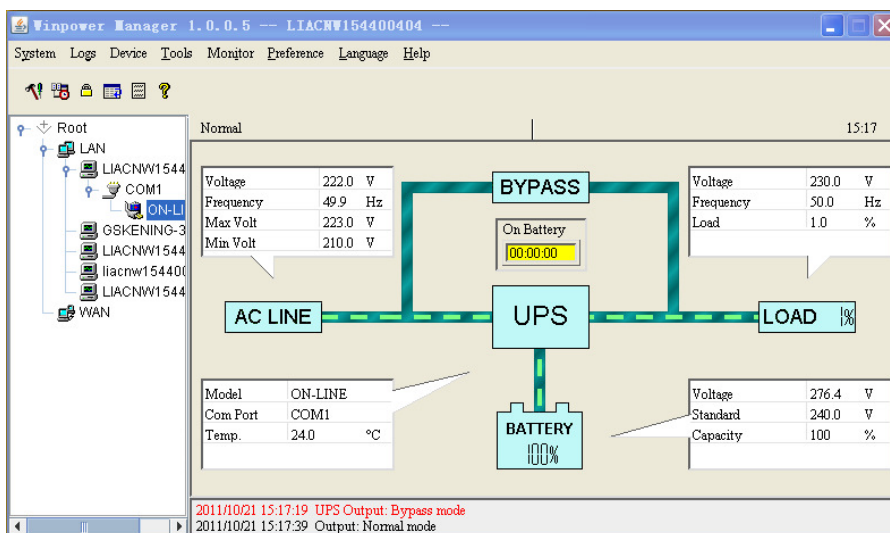 Winpower Manager 1.0.0.5 -- LIACNW154400404 --
System Logs Device Tools Monitor Preference Language Help
Root
LAN
LIACNW1544
COM1
ON-LI
GSKENING-3
LIACNW1544
liacnw15440
LIACNW1544
WAN
Normal 15:17
Voltage 222.0 V
Frequency 49.9 Hz
Max Volt 223.0 V
Min Volt 210.0 V
BYPASS
On Battery
00:00:00
Voltage 230.0 V
Frequency 50.0 Hz
Load 1.0 %
AC LINE
UPS
LOAD 1%
Model ON-LINE
Com Port COM1
Temp. 24.0 °C
BATTERY
100%
Voltage 276.4 V
Standard 240.0 V
Capacity 100 %
2011/10/21 15:17:19 UPS Output: Bypass mode
2011/10/21 15:17:39 Output: Normal mode